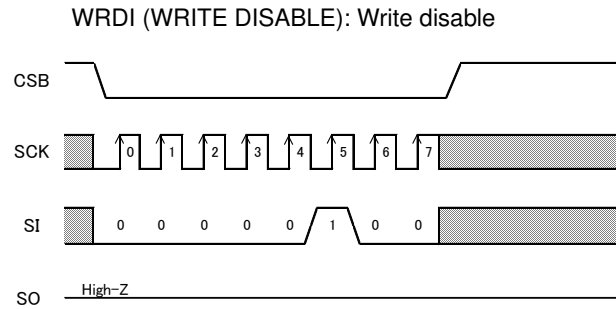 WRDI (WRITE DISABLE): Write disable
CSB
SCK 0 1 2 3 4 5 6 7
SI 0 0 0 0 0 1 0 0
SO High-Z